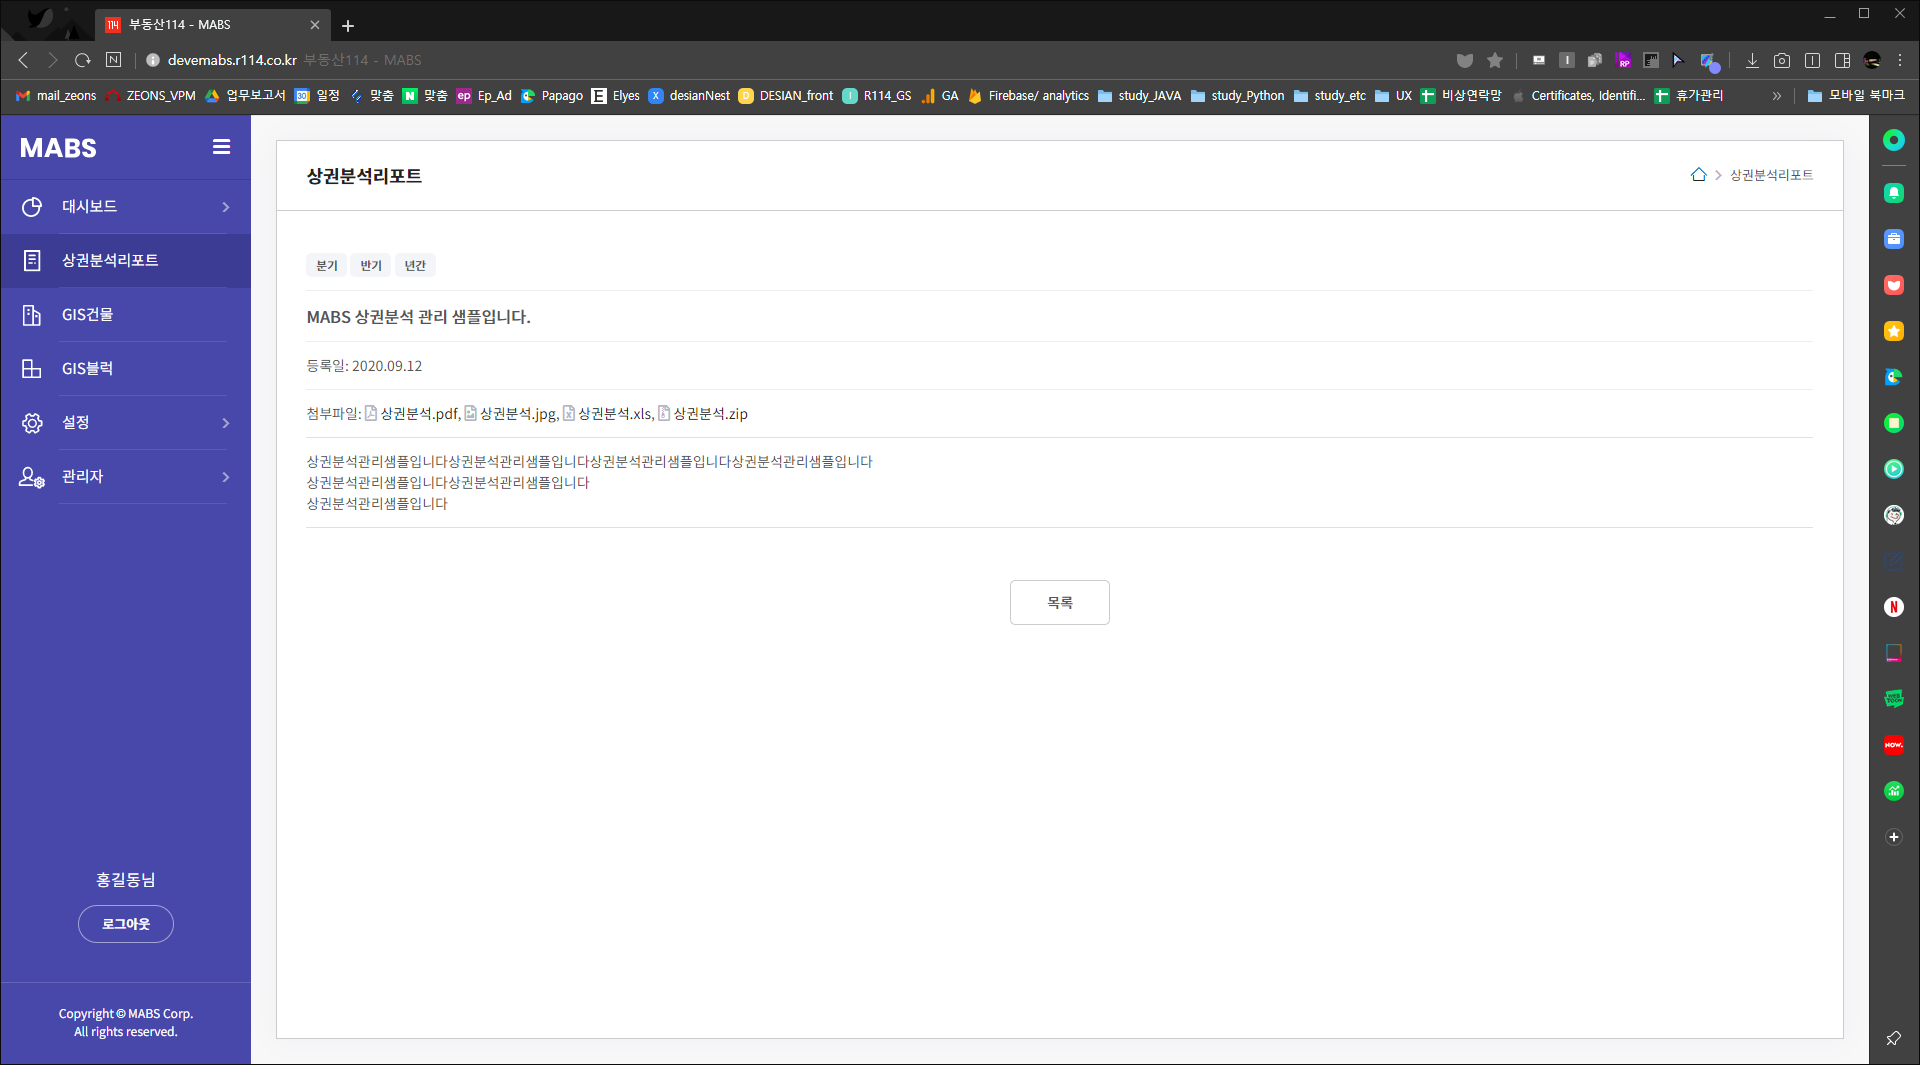 부동산114 - MABS
devemabs.r114.co.kr 부동산114 - MABS
mail_zeons ZEONS_VPM 업무보고서 일정 맞춤 맞춤 Ep_Ad Papago Elyes desianNest DESIAN_front R114_GS GA Firebase/ analytics study_JAVA study_Python study_etc UX 비상연락망 Certificates, Identifi... 휴가관리 » 모바일 북마크
MABS
대시보드
상권분석리포트
GIS건물
GIS블럭
설정
관리자
홍길동님
로그아웃
Copyright © MABS Corp.
All rights reserved.
상권분석리포트
상권분석리포트
분기 반기 년간
MABS 상권분석 관리 샘플입니다.
등록일: 2020.09.12
첨부파일: 상권분석.pdf, 상권분석.jpg, 상권분석.xls, 상권분석.zip
상권분석관리샘플입니다상권분석관리샘플입니다상권분석관리샘플입니다상권분석관리샘플입니다
상권분석관리샘플입니다상권분석관리샘플입니다
상권분석관리샘플입니다
목록